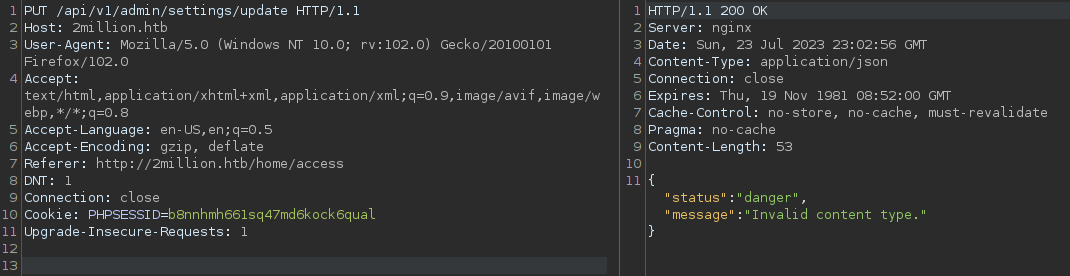 1 PUT /api/v1/admin/settings/update HTTP/1.1
2 Host: 2million.htb
3 User-Agent: Mozilla/5.0 (Windows NT 10.0; rv:102.0) Gecko/20100101
Firefox/102.0
4 Accept:
text/html,application/xhtml+xml,application/xml;q=0.9,image/avif,image/w
ebp,*/*;q=0.8
5 Accept-Language: en-US,en;q=0.5
6 Accept-Encoding: gzip, deflate
7 Referer: http://2million.htb/home/access
8 DNT: 1
9 Connection: close
10 Cookie: PHPSESSID=b8nnhmh661sq47md6kock6qual
11 Upgrade-Insecure-Requests: 1
12
13
1 HTTP/1.1 200 OK
2 Server: nginx
3 Date: Sun, 23 Jul 2023 23:02:56 GMT
4 Content-Type: application/json
5 Connection: close
6 Expires: Thu, 19 Nov 1981 08:52:00 GMT
7 Cache-Control: no-store, no-cache, must-revalidate
8 Pragma: no-cache
9 Content-Length: 53
10
11 {
"status":"danger",
"message":"Invalid content type."
}